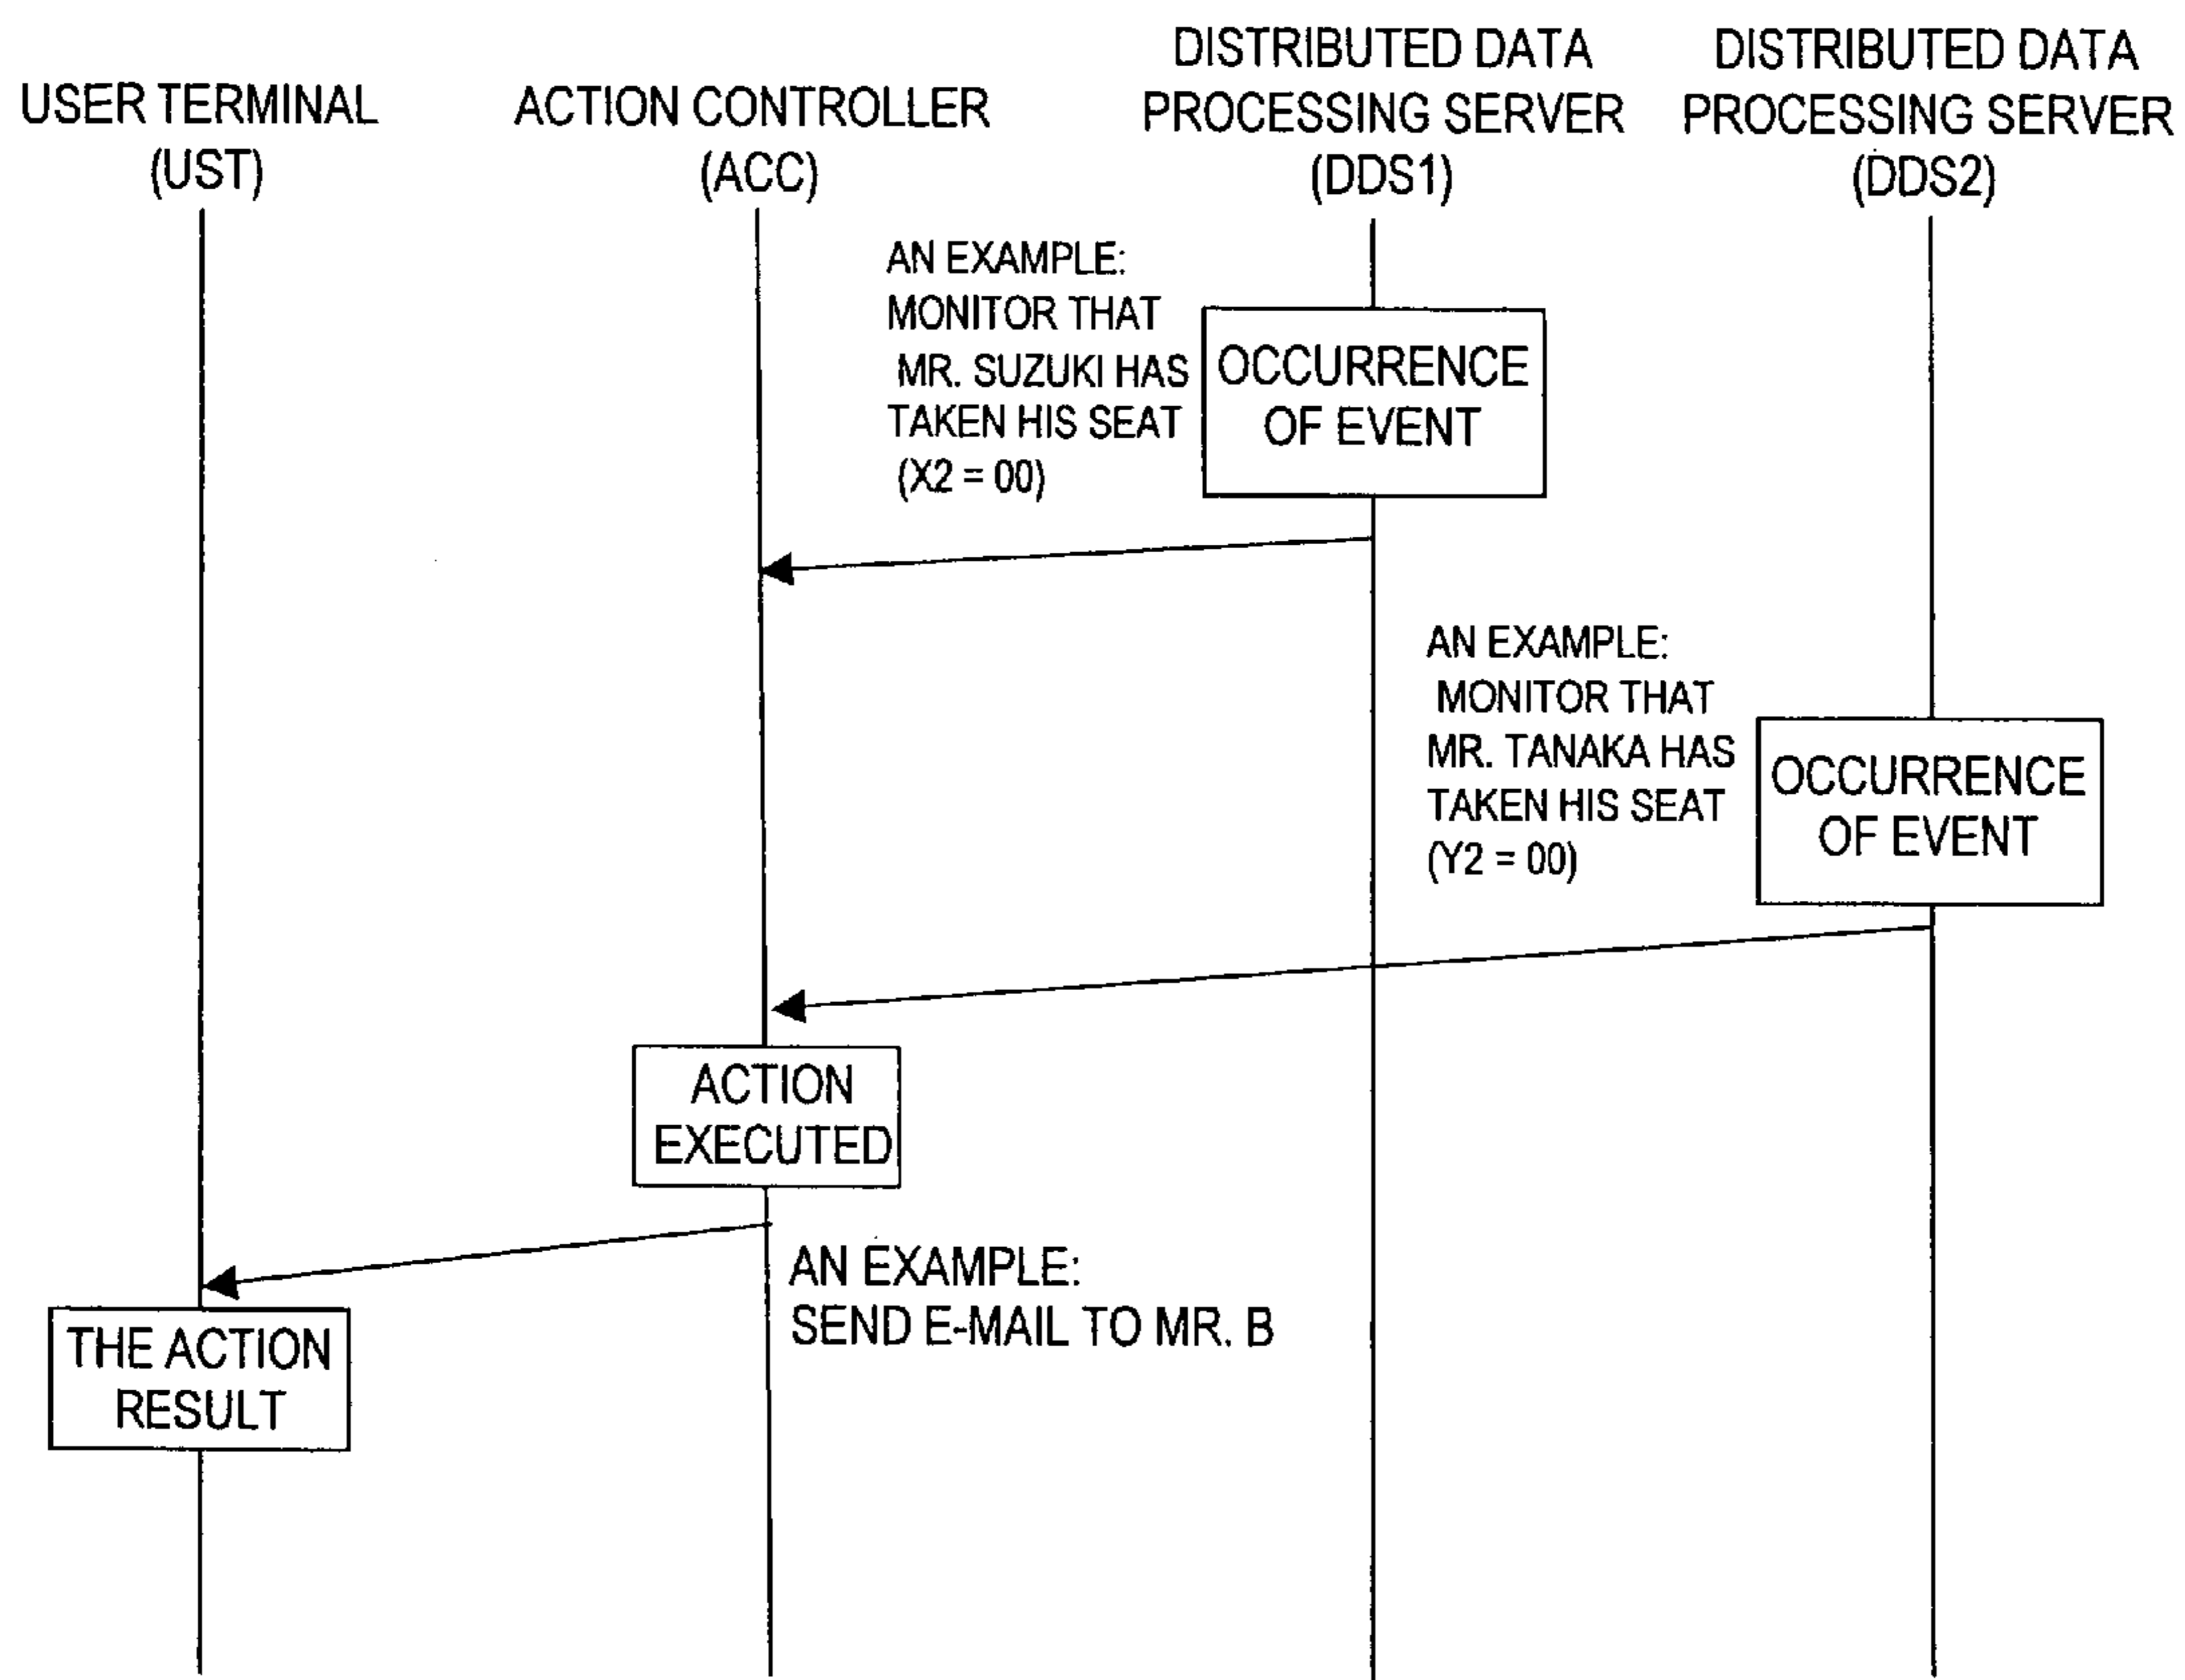 USER TERMINAL
(UST)
ACTION CONTROLLER
(ACC)
DISTRIBUTED DATA
PROCESSING SERVER
(DDS1)
DISTRIBUTED DATA
PROCESSING SERVER
(DDS2)
AN EXAMPLE:
MONITOR THAT
MR. SUZUKI HAS
TAKEN HIS SEAT
(X2 = 00)
OCCURRENCE
OF EVENT
AN EXAMPLE:
MONITOR THAT
MR. TANAKA HAS
TAKEN HIS SEAT
(Y2 = 00)
OCCURRENCE
OF EVENT
ACTION
EXECUTED
AN EXAMPLE:
SEND E-MAIL TO MR. B
THE ACTION
RESULT